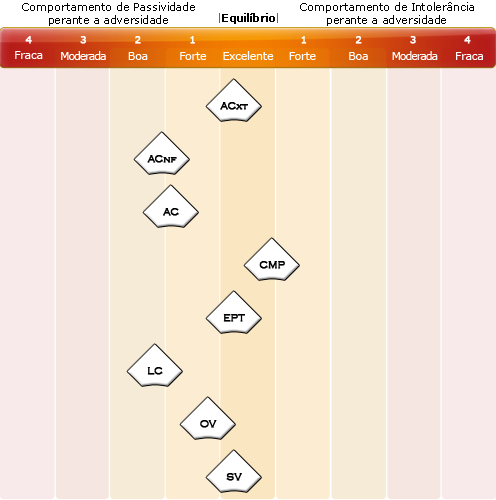 Comportamento de Passividade
perante a adversidade
|Equilíbrio|
Comportamento de Intolerância
perante a adversidade
4 3 2 1 1 2 3 4
Fraca Moderada Boa Forte Excelente Forte Boa Moderada Fraca
ACXT
ACNF
AC
CMP
EPT
LC
OV
SV